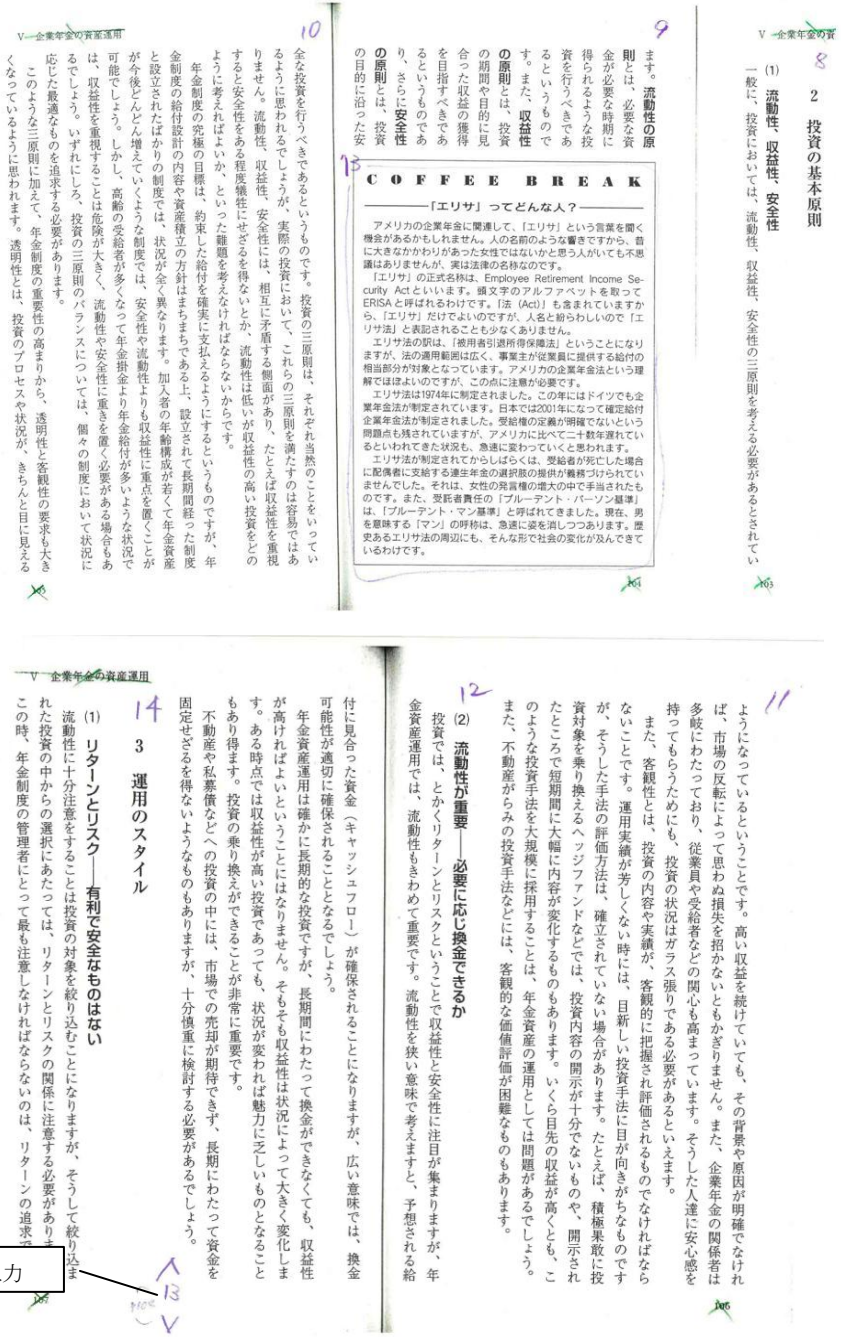 V 企業年金の資
8
2 投資の基本原則
(1) 流動性、収益性、安全性
一般に、投資においては、流動性、収益性、安全性の三原則を考える必要があるとされてい
103
9
ます。流動性の原
則とは、必要な資
金が必要な時期に
得られるような投
資を行うべきであ
るというもので
す。また、収益性
の原則とは、投資
の期間や目的に見
合った収益の獲得
を目指すべきであ
るというものであ
り、さらに安全性
の原則とは、投資
の目的に沿った安
13
COFFEE BREAK
「エリサ」ってどんな人?
アメリカの企業年金に関連して、「エリサ」という言葉を聞く
機会があるかもしれません。人の名前のような響きですから、昔
に大きなかかわりがあった女性ではないかと思う人がいても不思
議はありませんが、実は法律の名称なのです。
「エリサ」の正式名称は、Employee Retirement Income Se-
curity Actといいます。頭文字のアルファベットを取って
ERISAと呼ばれるわけです。「法(Act)」も含まれていますか
ら、「エリサ」だけでよいのですが、人名と紛らわしいので「エ
リサ法」と表記されることも少なくありません。
エリサ法の訳は、「被用者引退所得保障法」ということになり
ますが、法の適用範囲は広く、事業主が従業員に提供する給付の
相当部分が対象となっています。アメリカの企業年金法という理
解でほぼよいのですが、この点に注意が必要です。
エリサ法は1974年に制定されました。この年にはドイツでも企
業年金法が制定されています。日本では2001年になって確定給付
企業年金法が制定されました。受給権の定義が明確でないという
問題点も残されていますが、アメリカに比べて二十数年遅れてい
るといわれてきた状況も、急速に変わっていくと思われます。
エリサ法が制定されてからしばらくは、受給者が死亡した場合
に配偶者に支給する連生年金の選択肢の提供が義務づけられてい
ませんでした。それは、女性の発言権の増大の中で手当されたも
のです。また、受託者責任の「プルーデント・パーソン基準」
は、「プルーデント・マン基準」と呼ばれてきました。現在、男
を意味する「マン」の呼称は、急速に姿を消しつつあります。歴
史あるエリサ法の周辺にも、そんな形で社会の変化が及んできて
いるわけです。
104
V 企業年金の資産運用
10
全な投資を行うべきであるというものです。投資の三原則は、それぞれ当然のことをいってい
るように思われるでしょうが、実際の投資において、これらの三原則を満たすのは容易ではあ
りません。流動性、収益性、安全性には、相互に矛盾する側面があり、たとえば収益性を重視
すると安全性をある程度犠牲にせざるを得ないとか、流動性は低いが収益性の高い投資をどの
ように考えればよいか、といった難題を考えなければならないからです。
年金制度の究極の目標は、約束した給付を確実に支払えるようにするというものですが、年
金制度の給付設計の内容や資産積立の方針はまちまちである上、設立されて長期間経った制度
と設立されたばかりの制度では、状況が全く異なります。加入者の年齢構成が若くて年金資産
が今後どんどん増えていくような制度では、安全性や流動性よりも収益性に重点を置くことが
可能でしょう。しかし、高齢の受給者が多くなって年金掛金より年金給付が多いような状況で
は、収益性を重視することは危険が大きく、流動性や安全性に重きを置く必要がある場合もあ
るでしょう。いずれにしろ、投資の三原則のバランスについては、個々の制度において状況に
応じた最適なものを追求する必要があります。
このような三原則に加えて、年金制度の重要性の高まりから、透明性と客観性の要求も大き
くなっているように思われます。透明性とは、投資のプロセスや状況が、きちんと目に見える
105
11
ようになっているということです。高い収益を続けていても、その背景や原因が明確でなけれ
ば、市場の反転によって思わぬ損失を招かないともかぎりません。また、企業年金の関係者は
多岐にわたっており、従業員や受給者などの関心も高まっています。そうした人達に安心感を
持ってもらうためにも、投資の状況はガラス張りである必要があるといえます。
また、客観性とは、投資の内容や実績が、客観的に把握され評価されるものでなければなら
ないことです。運用実績が芳しくない時には、目新しい投資手法に目が向きがちなものです
が、そうした手法の評価方法は、確立されていない場合があります。たとえば、積極果敢に投
資対象を乗り換えるヘッジファンドなどでは、投資内容の開示が十分でないものや、開示され
たところで短期間に大幅に内容が変化するものもあります。いくら目先の収益が高くとも、こ
のような投資手法を大規模に採用することは、年金資産の運用としては問題があるでしょう。
また、不動産がらみの投資手法などには、客観的な価値評価が困難なものもあります。
12
(2) 流動性が重要——必要に応じ換金できるか
投資では、とかくリターンとリスクということで収益性と安全性に注目が集まりますが、年
金資産運用では、流動性もきわめて重要です。流動性を狭い意味で考えますと、予想される給
106
V 企業年金の資産運用
付に見合った資金(キャッシュフロー)が確保されることになりますが、広い意味では、換金
可能性が適切に確保されることとなるでしょう。
年金資産運用は確かに長期的な投資ですが、長期間にわたって換金ができなくても、収益性
が高ければよいということにはなりません。そもそも収益性は状況によって大きく変化しま
す。ある時点では収益性が高い投資であっても、状況が変われば魅力に乏しいものとなること
もあり得ます。投資の乗り換えができることが非常に重要です。
不動産や私募債などへの投資の中には、市場での売却が期待できず、長期にわたって資金を
固定せざるを得ないようなものもありますが、十分慎重に検討する必要があるでしょう。
14
3 運用のスタイル
(1) リターンとリスク——有利で安全なものはない
流動性に十分注意をすることは投資の対象を絞り込むことになりますが、そうして絞り込ま
れた投資の中からの選択にあたっては、リターンとリスクの関係に注意する必要がありま
この時、年金制度の管理者にとって最も注意しなければならないのは、リターンの追求で
13
力
107